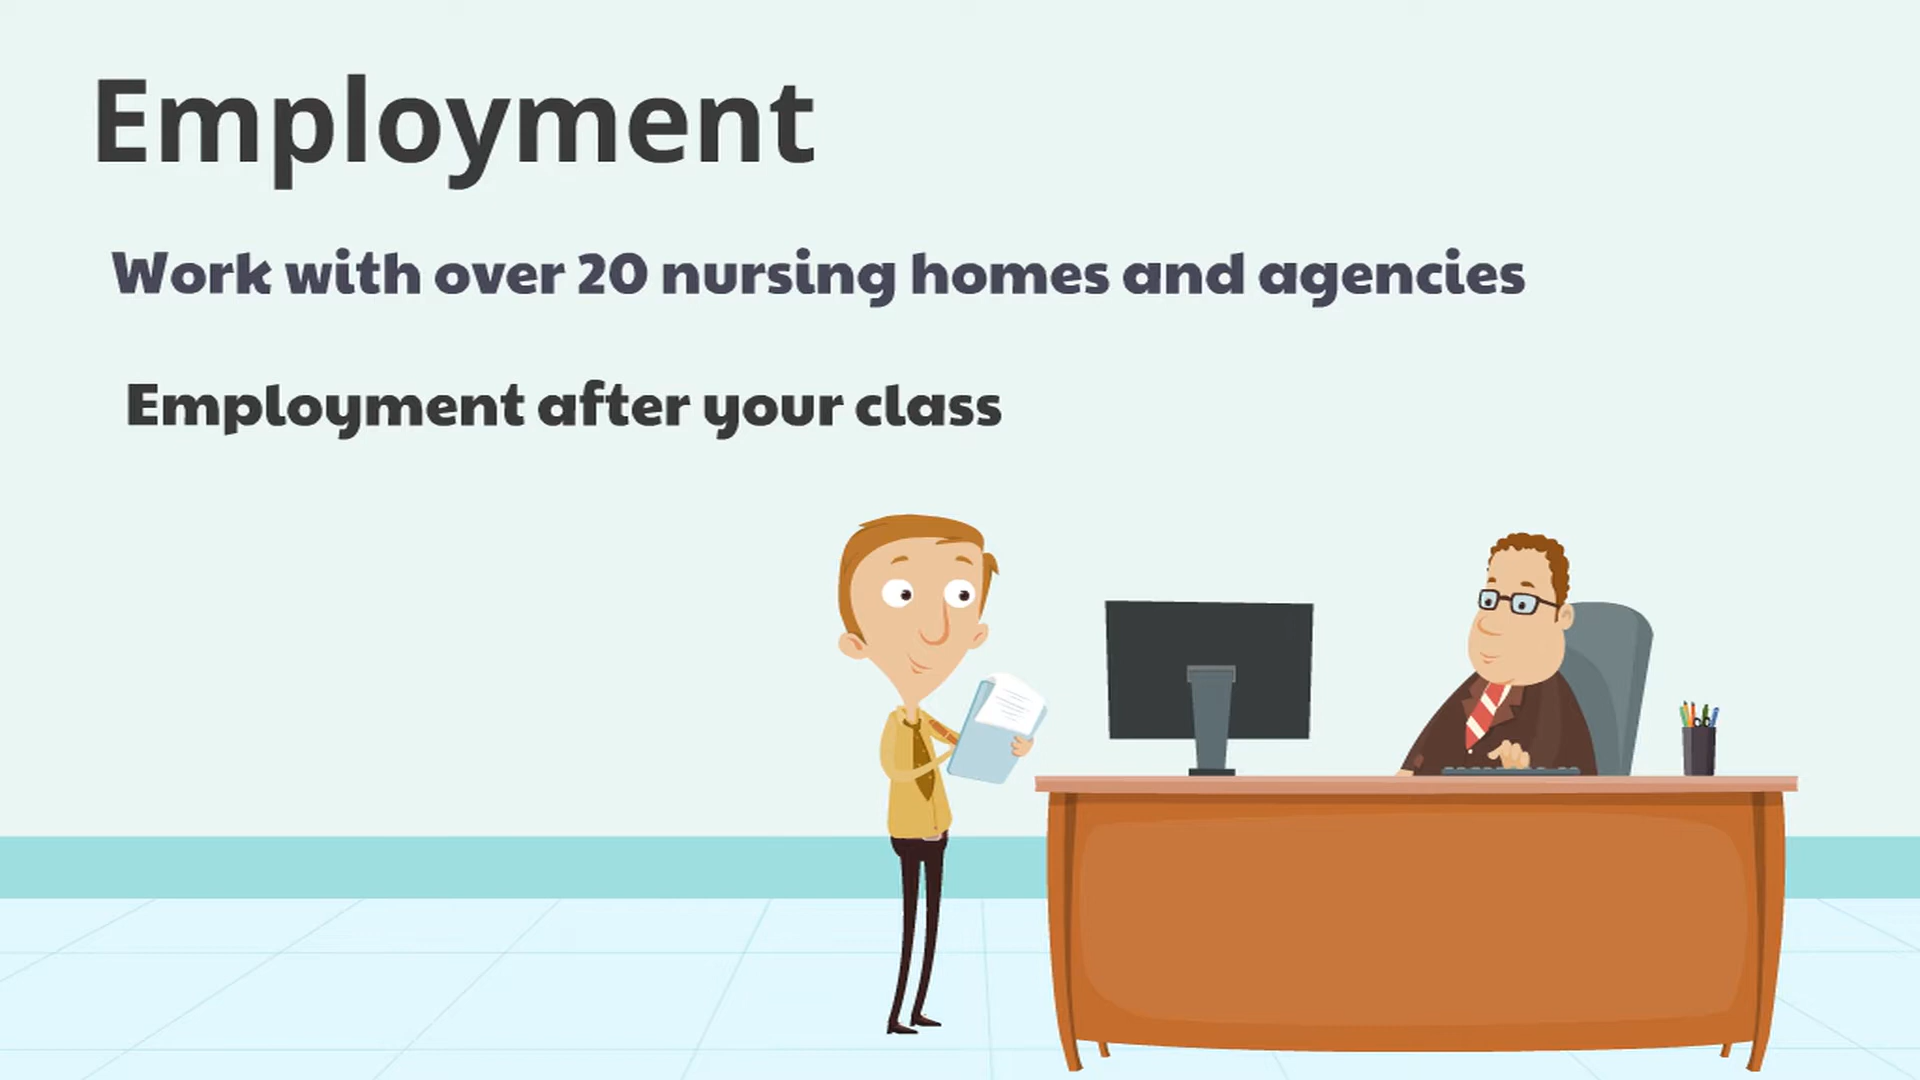 Employment
Work with over 20 nursing homes and agencies
Employment after your class